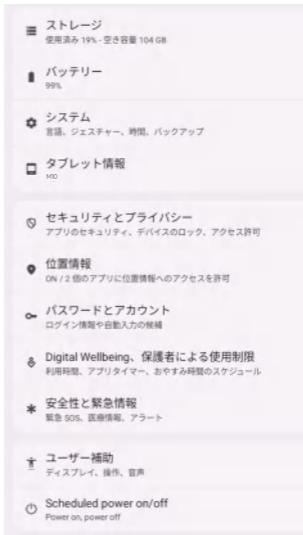 ストレージ
使用済み 19% - 空き容量 104 GB
バッテリー
99%
システム
言語、ジェスチャー、時間、バックアップ
タブレット情報
M10
セキュリティとプライバシー
アプリのセキュリティ、デバイスのロック、アクセス許可
位置情報
ON / 2 個のアプリに位置情報へのアクセスを許可
パスワードとアカウント
ログイン情報や自動入力の候補
Digital Wellbeing、保護者による使用制限
利用時間、アプリタイマー、おやすみ時間のスケジュール
安全性と緊急情報
緊急 SOS、医療情報、アラート
ユーザー補助
ディスプレイ、操作、音声
Scheduled power on/off
Power on, power off